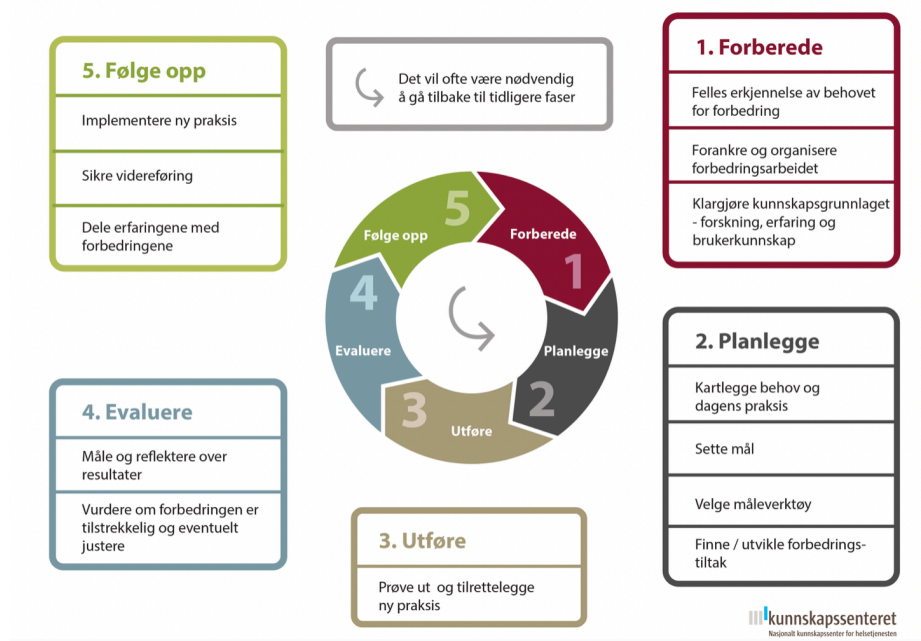 Det vil ofte være nødvendig
å gå tilbake til tidligere faser
1. Forberede
Felles erkjennelse av behovet
for forbedring
Forankre og organisere
forbedringsarbeidet
Klargjøre kunnskapsgrunnlaget
- forskning, erfaring og
brukerkunnskap
2. Planlegge
Kartlegge behov og
dagens praksis
Sette mål
Velge måleverktøy
Finne / utvikle forbedrings-
tiltak
3. Utføre
Prøve ut og tilrettelegge
ny praksis
4. Evaluere
Måle og reflektere over
resultater
Vurdere om forbedringen er
tilstrekkelig og eventuelt
justere
5. Følge opp
Implementere ny praksis
Sikre videreføring
Dele erfaringene med
forbedringene
Forberede
1
Planlegge
2
3
Utføre
4
Evaluere
5
Følge opp
kunnskapssenteret
Nasjonalt kunnskapssenter for helsetjenesten